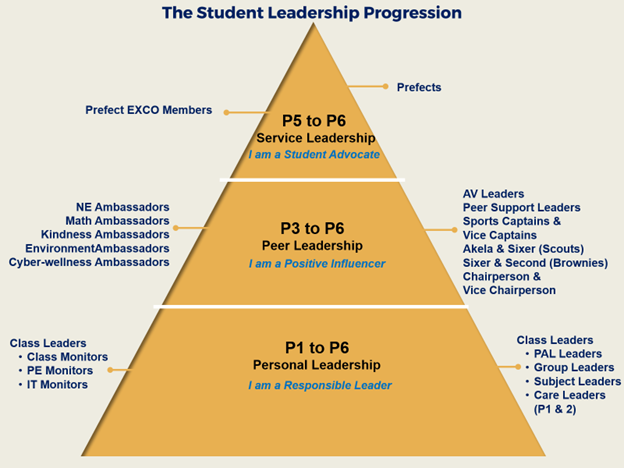 The Student Leadership Progression
Prefects
Prefect EXCO Members
P5 to P6
Service Leadership
I am a Student Advocate
NE Ambassadors
Math Ambassadors
Kindness Ambassadors
EnvironmentAmbassadors
Cyber-wellness Ambassadors
P3 to P6
Peer Leadership
I am a Positive Influencer
AV Leaders
Peer Support Leaders
Sports Captains &
Vice Captains
Akela & Sixer (Scouts)
Sixer & Second (Brownies)
Chairperson &
Vice Chairperson
Class Leaders
• Class Monitors
• PE Monitors
• IT Monitors
P1 to P6
Personal Leadership
I am a Responsible Leader
Class Leaders
• PAL Leaders
• Group Leaders
• Subject Leaders
• Care Leaders
(P1 & 2)